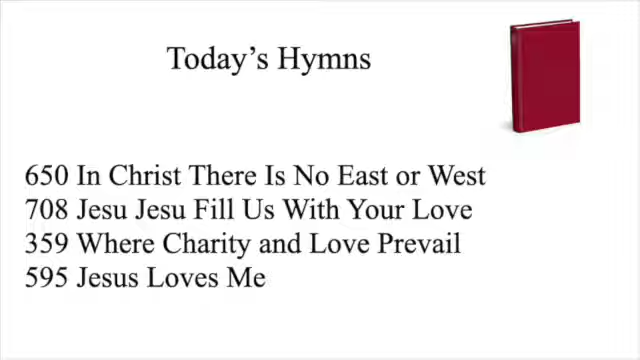 Today's Hymns
650 In Christ There Is No East or West
708 Jesu Jesu Fill Us With Your Love
359 Where Charity and Love Prevail
595 Jesus Loves Me